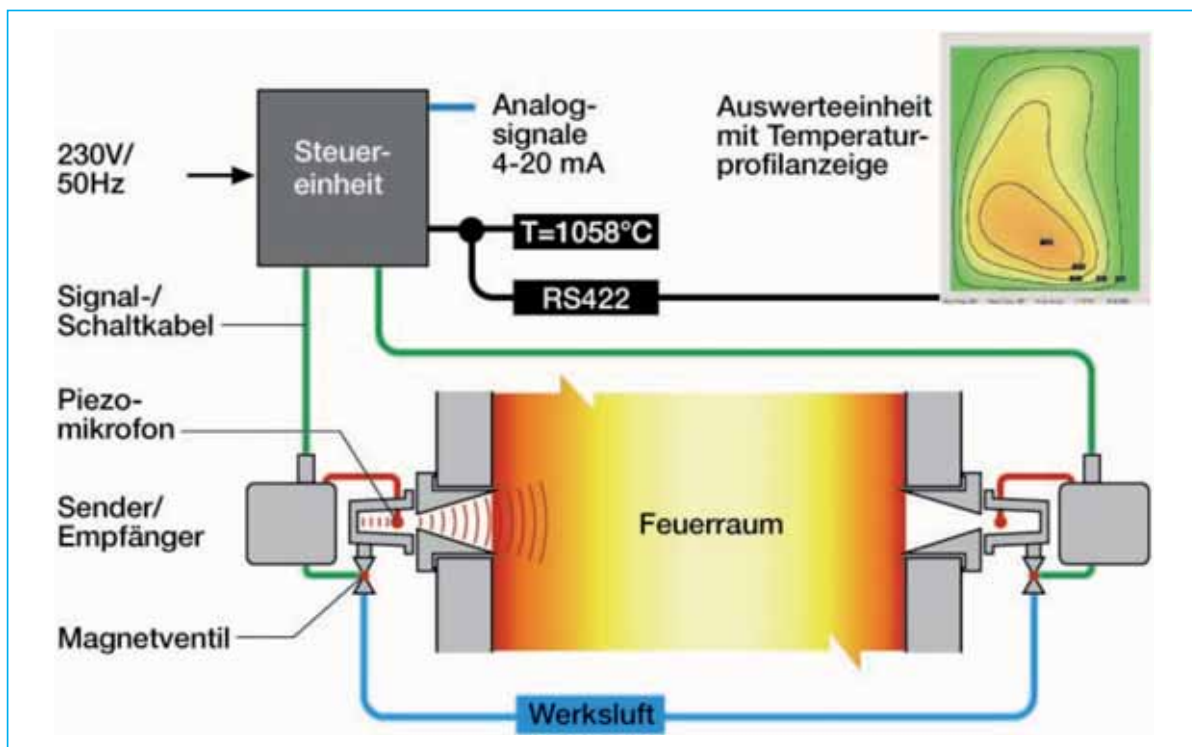 230V/
50Hz
Steuer-
einheit
Analog-
signale
4-20 mA
Auswerteeinheit
mit Temperatur-
profilanzeige
T=1058°C
RS422
Signal-/
Schaltkabel
Piezo-
mikrofon
Sender/
Empfänger
Magnetventil
Feuerraum
Werksluft